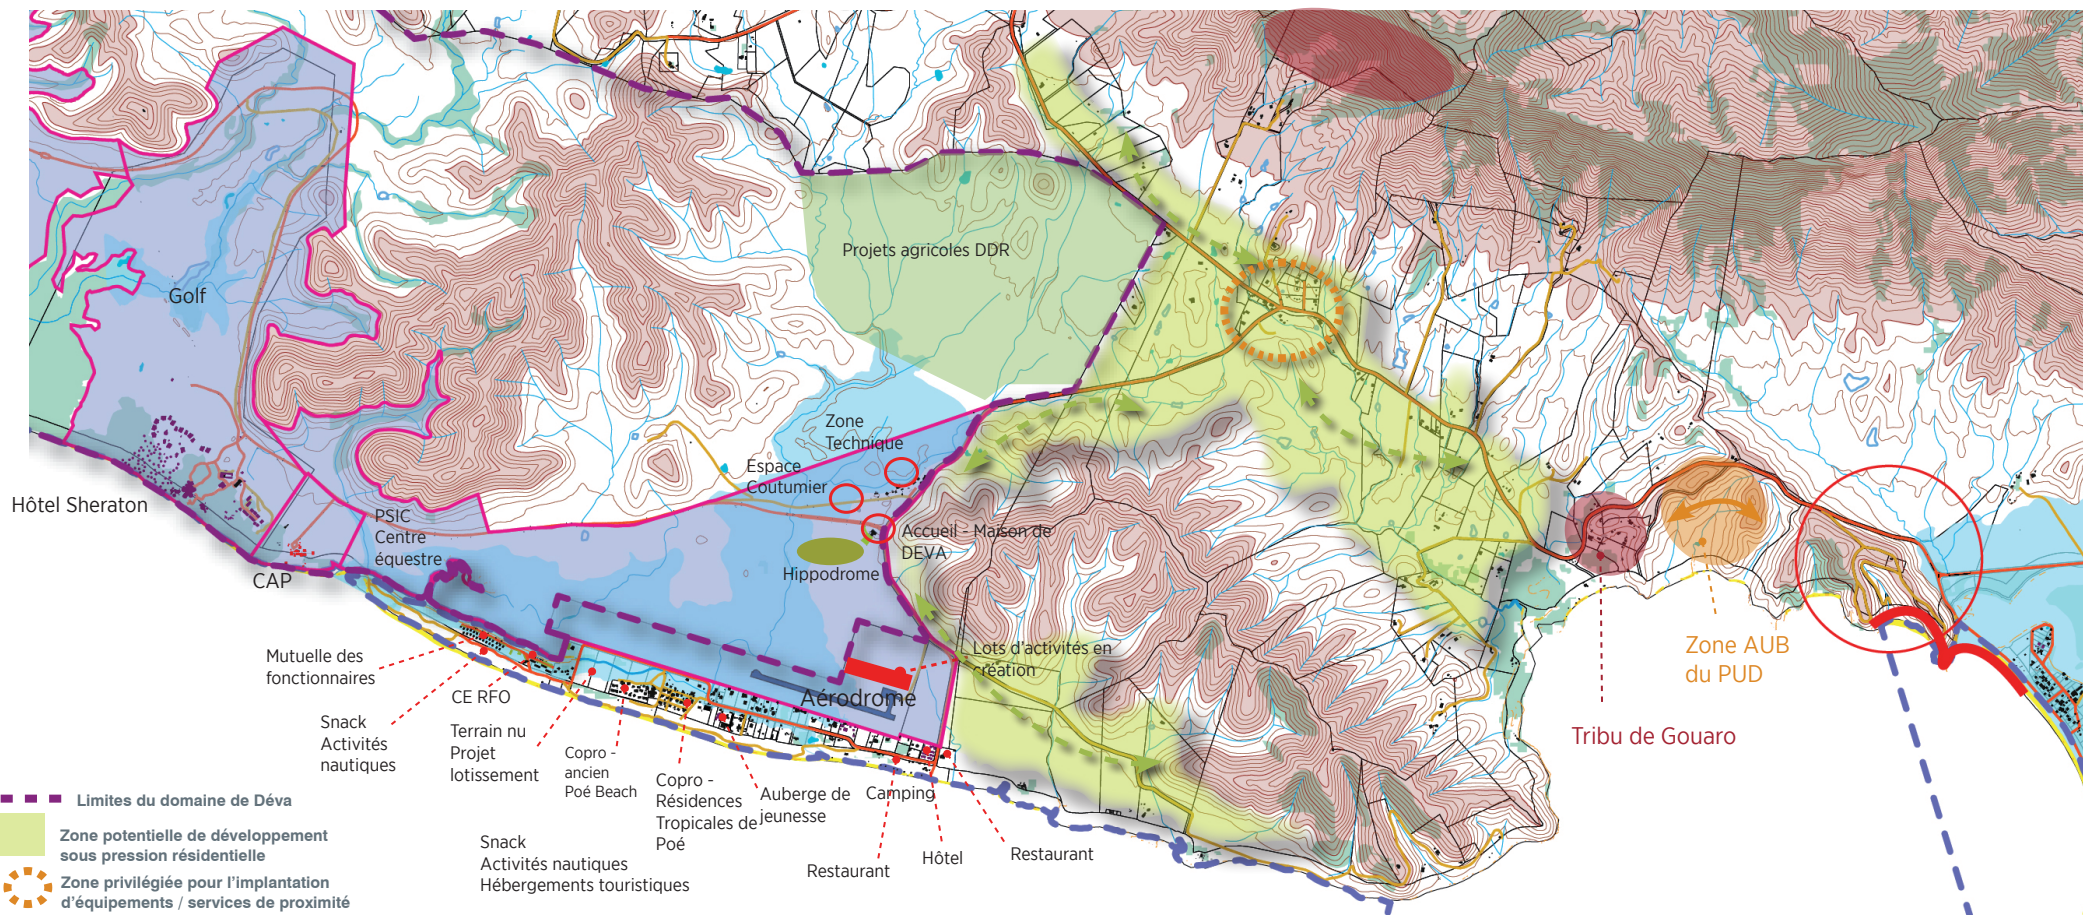 Projets agricoles DDR
Golf
Zone
Technique
Espace
Coutumier
Hôtel Sheraton
PSIC
Centre
équestre
Accueil - Maison de
DEVA
Hippodrome
CAP
Zone AUB
du PUD
Tribu de Gouaro
Lots d'activités en
création
Aérodrome
Mutuelle des
fonctionnaires
CE RFO
Snack
Activités
nautiques
Terrain nu
Projet
lotissement
Copro -
ancien
Poé Beach
Copro -
Résidences
Tropicales de
Poé
Auberge de
jeunesse
Camping
Snack
Activités nautiques
Hébergements touristiques
Restaurant
Hôtel
Restaurant
Limites du domaine de Déva
Zone potentielle de développement
sous pression résidentielle
Zone privilégiée pour l'implantation
d'équipements / services de proximité